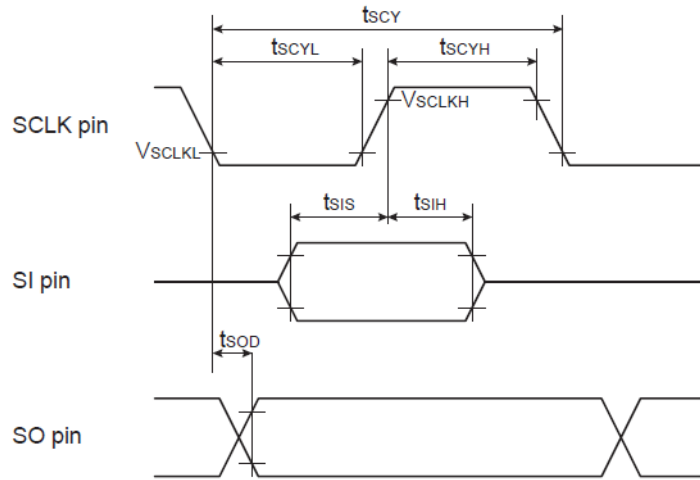 tSCY
tSCYL tSCYH
SCLK pin
VSCLKH
VSCLKL
tSIS tSIH
SI pin
tSOD
SO pin